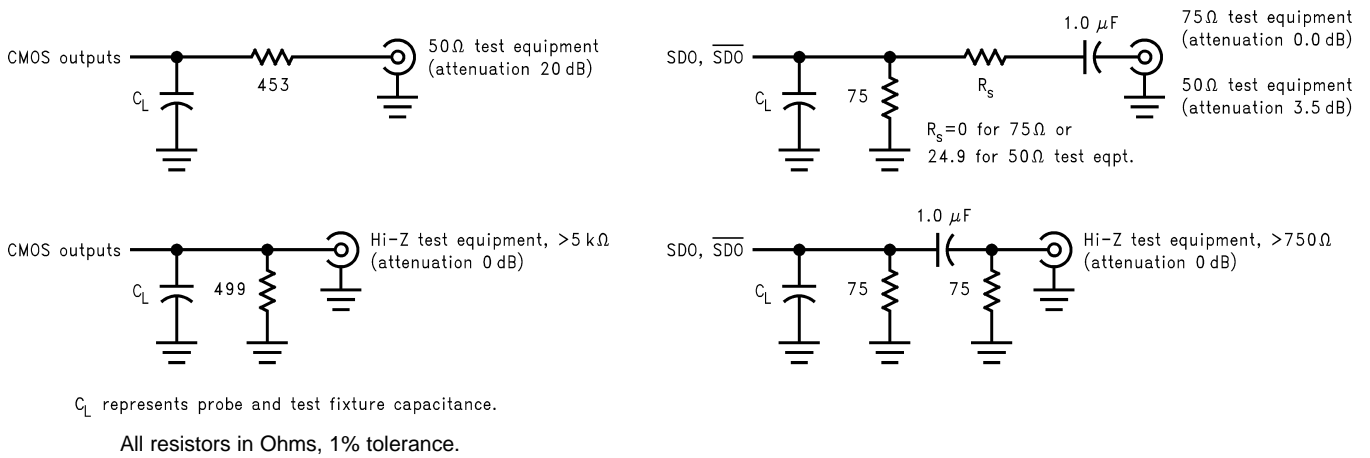 CMOS outputs
C_L
453
50Ω test equipment
(attenuation 20 dB)
SDO, S̅D̅O̅
C_L
75
R_s
1.0 μF
75Ω test equipment
(attenuation 0.0 dB)
50Ω test equipment
(attenuation 3.5 dB)
R_s=0 for 75Ω or
24.9 for 50Ω test eqpt.
CMOS outputs
C_L
499
Hi-Z test equipment, >5 kΩ
(attenuation 0 dB)
SDO, S̅D̅O̅
C_L
75
1.0 μF
75
Hi-Z test equipment, >750Ω
(attenuation 0 dB)
C_L represents probe and test fixture capacitance.
All resistors in Ohms, 1% tolerance.